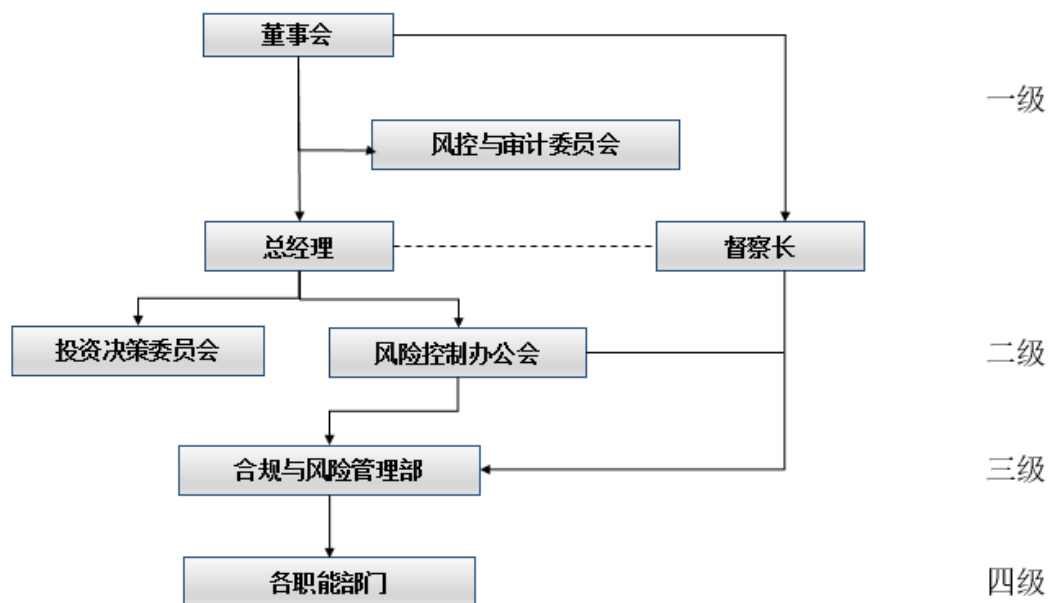 董事会
一级
风控与审计委员会
总经理
督察长
投资决策委员会
风险控制办公会
二级
合规与风险管理部
三级
各职能部门
四级